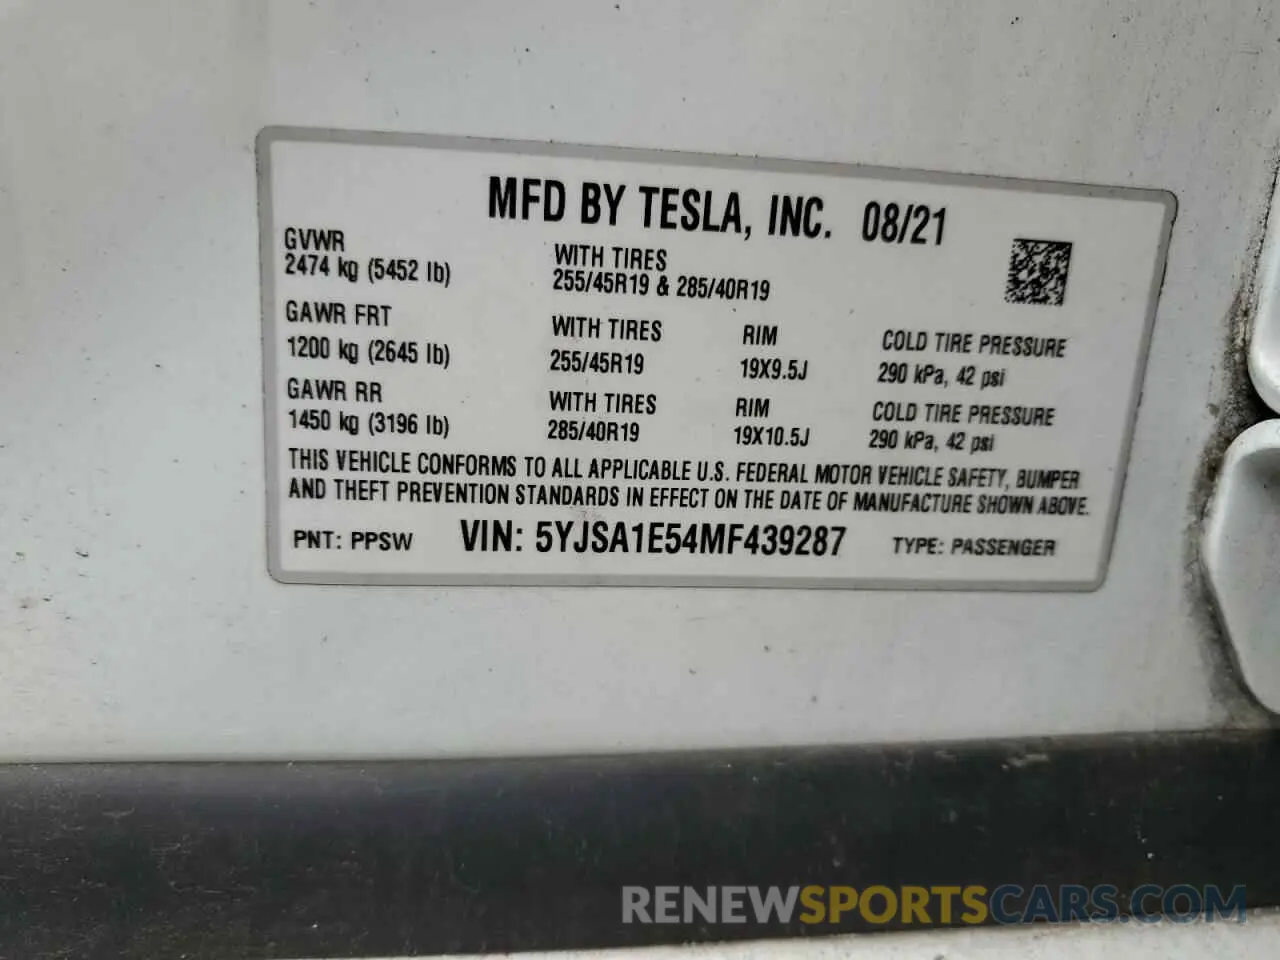 MFD BY TESLA, INC. 08/21
GVWR
2474 kg (5452 lb)
WITH TIRES
255/45R19 & 285/40R19
GAWR FRT
1200 kg (2645 lb)
WITH TIRES
255/45R19
RIM
19X9.5J
COLD TIRE PRESSURE
290 kPa, 42 psi
GAWR RR
1450 kg (3196 lb)
WITH TIRES
285/40R19
RIM
19X10.5J
COLD TIRE PRESSURE
290 kPa, 42 psi
THIS VEHICLE CONFORMS TO ALL APPLICABLE U.S. FEDERAL MOTOR VEHICLE SAFETY, BUMPER
AND THEFT PREVENTION STANDARDS IN EFFECT ON THE DATE OF MANUFACTURE SHOWN ABOVE.
PNT: PPSW VIN: 5YJSA1E54MF439287 TYPE: PASSENGER
RENEWSPORTSCARS.COM